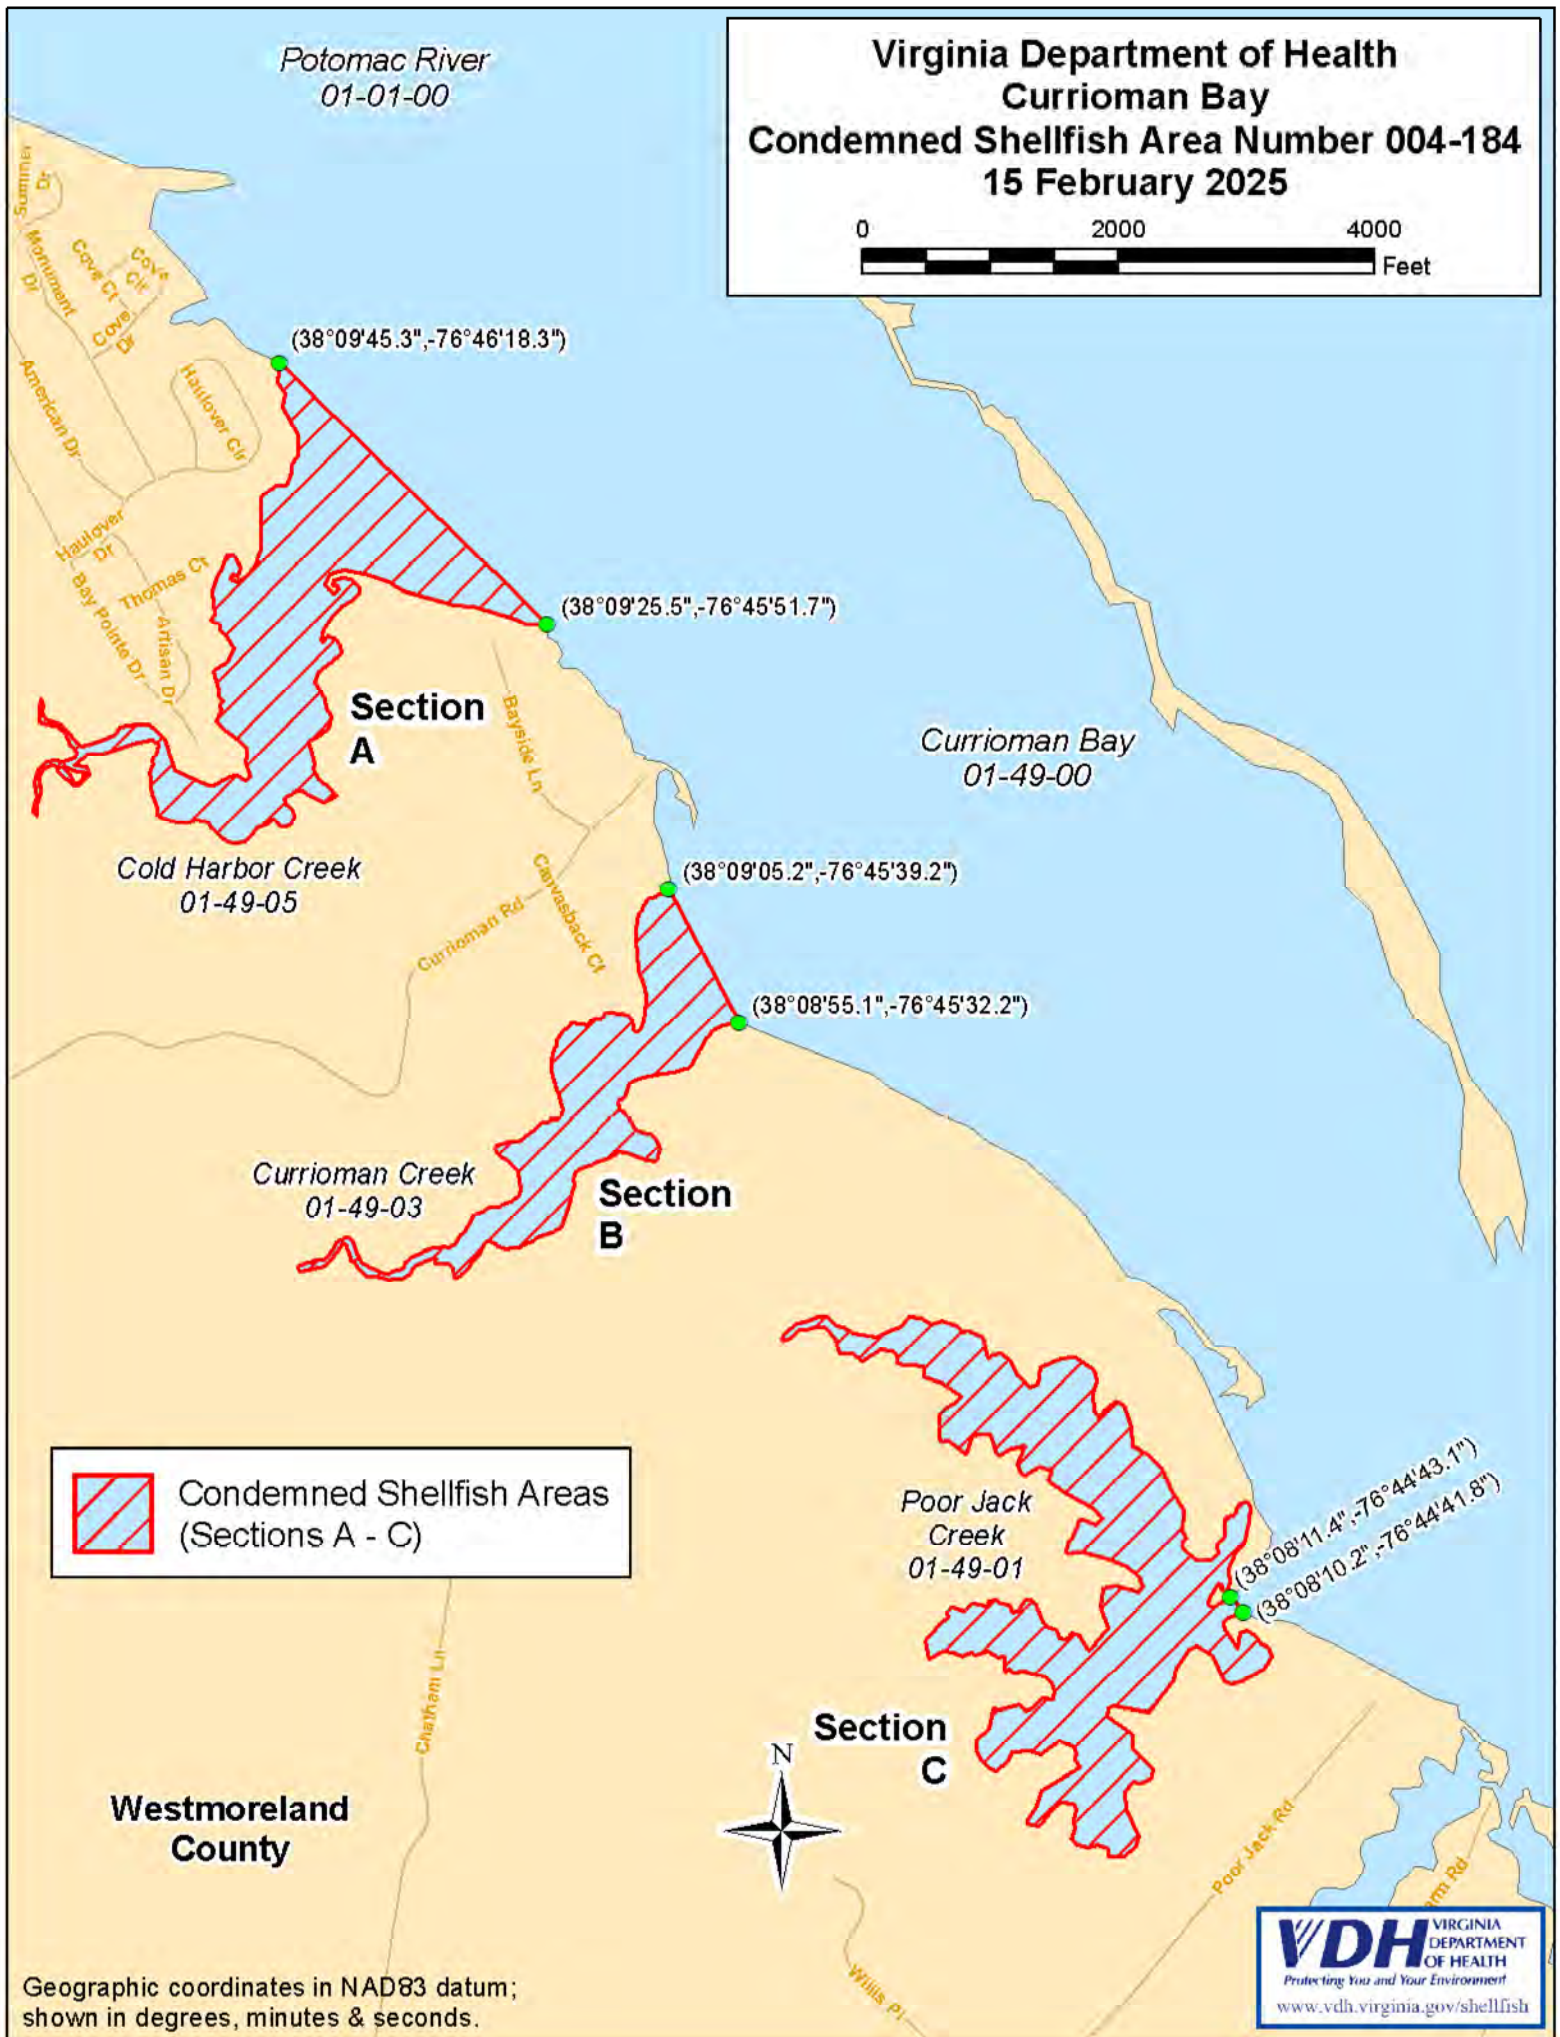 Potomac River
01-01-00
Virginia Department of Health
Currioman Bay
Condemned Shellfish Area Number 004-184
15 February 2025
0 2000 4000
Feet
Summer
Dr
Monument
Dr
Cove Ct
Cove
Cir
Cove
Dr
American Dr
Haulover Cir
(38°09'45.3",-76°46'18.3")
Haulover
Dr
Thomas Ct
Bay Pointe Dr
Artisan Dr
(38°09'25.5",-76°45'51.7")
Section
A
Bayside Ln
Currioman Bay
01-49-00
Cold Harbor Creek
01-49-05
(38°09'05.2",-76°45'39.2")
Canvasback Ct
Currioman Rd
(38°08'55.1",-76°45'32.2")
Currioman Creek
01-49-03
Section
B
Condemned Shellfish Areas
(Sections A - C)
Poor Jack
Creek
01-49-01
(38°08'11.4",-76°44'43.1")
(38°08'10.2",-76°44'41.8")
Chatham Ln
Section
C
N
Westmoreland
County
Poor Jack Rd
arm Rd
Willis Pl
VDH VIRGINIA
DEPARTMENT
OF HEALTH
Protecting You and Your Environment
www.vdh.virginia.gov/shellfish
Geographic coordinates in NAD83 datum;
shown in degrees, minutes & seconds.